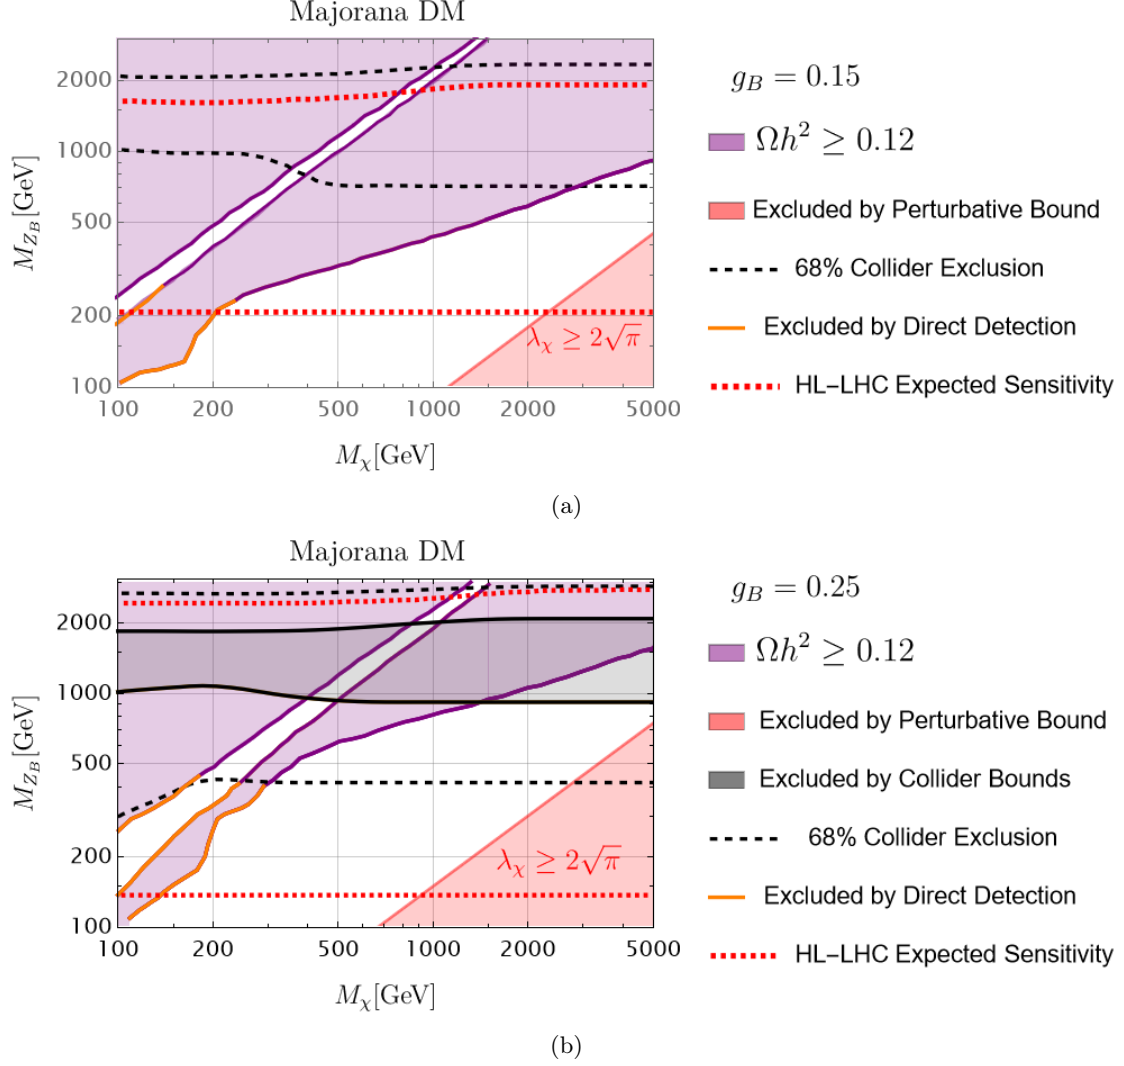 Majorana DM
2000
1000
500
200
100
M_{Z_B}[GeV]
λ_χ ≥ 2√π
100 200 500 1000 2000 5000
M_χ[GeV]
g_B = 0.15
Ωh² ≥ 0.12
Excluded by Perturbative Bound
68% Collider Exclusion
Excluded by Direct Detection
HL–LHC Expected Sensitivity
(a)
Majorana DM
2000
1000
500
200
100
M_{Z_B}[GeV]
λ_χ ≥ 2√π
100 200 500 1000 2000 5000
M_χ[GeV]
g_B = 0.25
Ωh² ≥ 0.12
Excluded by Perturbative Bound
Excluded by Collider Bounds
68% Collider Exclusion
Excluded by Direct Detection
HL–LHC Expected Sensitivity
(b)